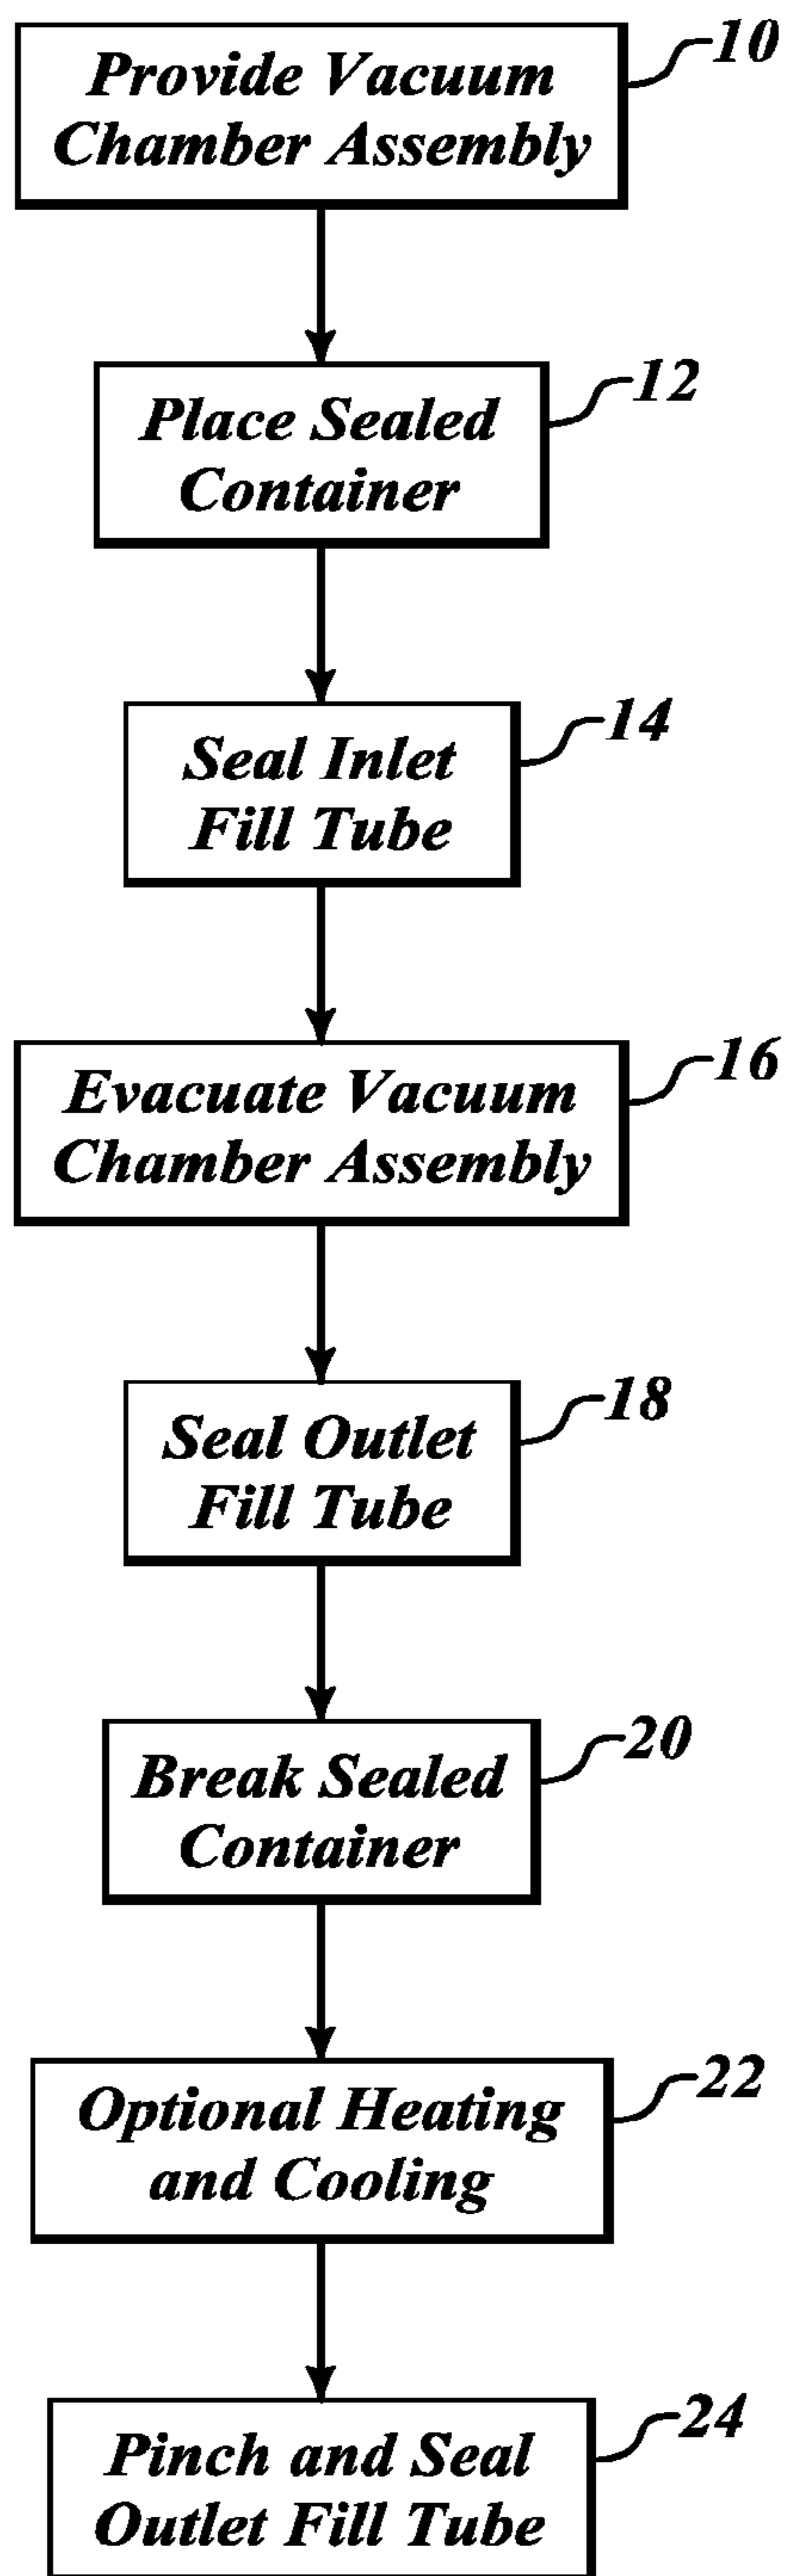 Provide Vacuum
Chamber Assembly
10
Place Sealed
Container
12
Seal Inlet
Fill Tube
14
Evacuate Vacuum
Chamber Assembly
16
Seal Outlet
Fill Tube
18
Break Sealed
Container
20
Optional Heating
and Cooling
22
Pinch and Seal
Outlet Fill Tube
24